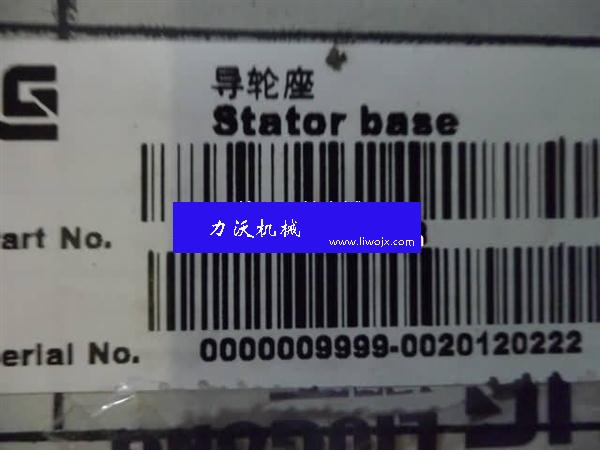 导轮座
Stator base
art No.
力沃机械
www.liwojx.com
erial No.
0000009999-0020120222